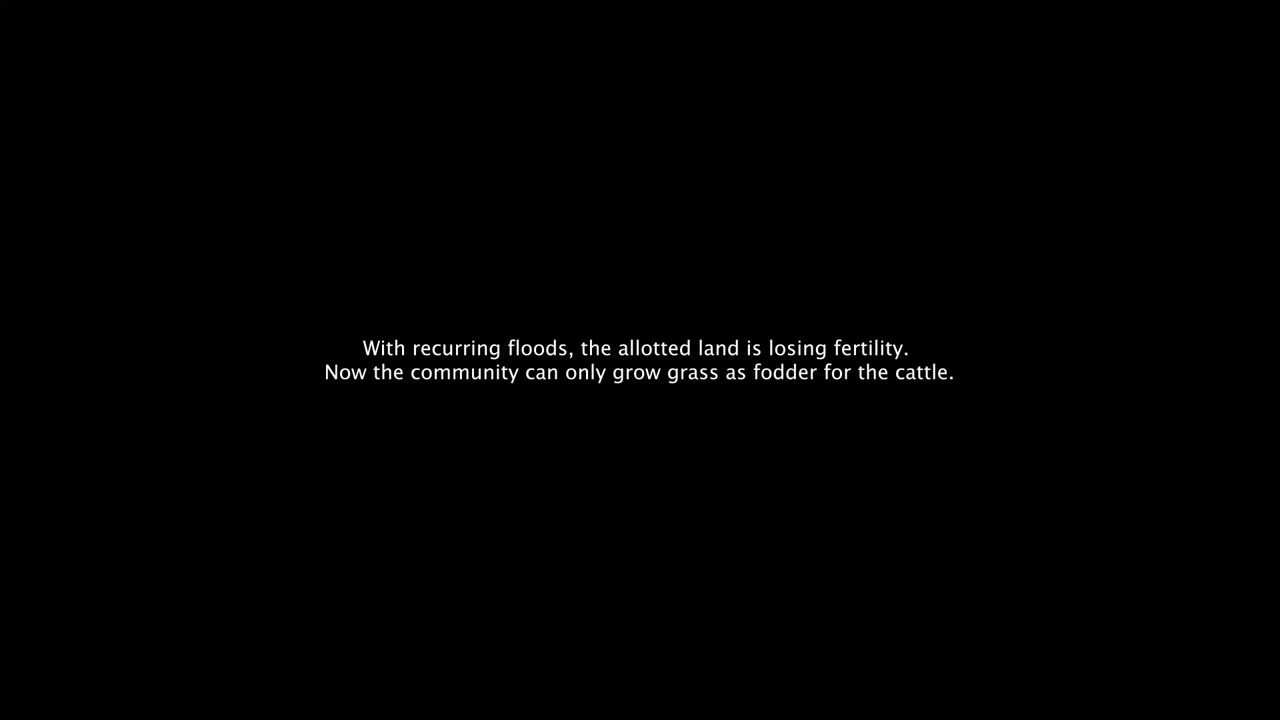 With recurring floods, the allotted land is losing fertility.
Now the community can only grow grass as fodder for the cattle.